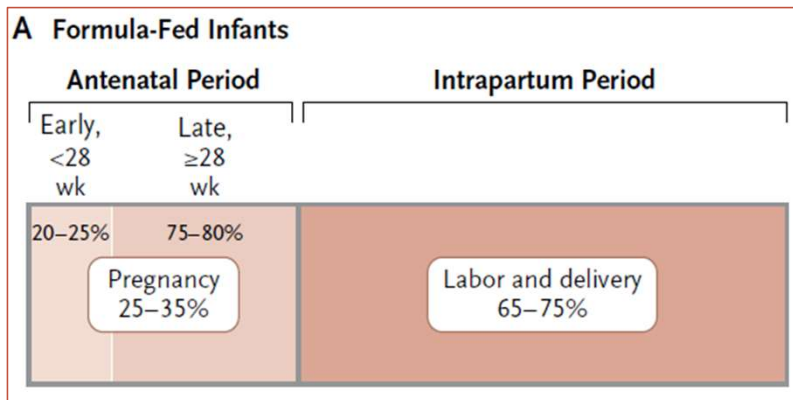 A Formula-Fed Infants
Antenatal Period
Intrapartum Period
Early,
<28
wk
Late,
≥28
wk
20–25%
75–80%
Pregnancy
25–35%
Labor and delivery
65–75%